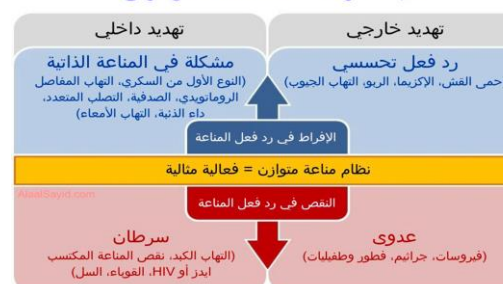 تهديد خارجي
تهديد داخلي
رد فعل تحسسي
(حمى القش، الإكزيما، الربو، التهاب الجيوب)
مشكلة في المناعة الذاتية
(النوع الأول من السكري، التهاب المفاصل
الروماتويدي، الصدفية، التصلب المتعدد،
داء الذئبة، التهاب الأمعاء)
الإفراط في رد فعل المناعة
نظام مناعة متوازن = فعالية مثالية
AlaalSayid.com
النقص في رد فعل المناعة
عدوى
(فيروسات، جراثيم، فطور وطفيليات)
سرطان
(التهاب الكبد، نقص المناعة المكتسب
ايدز أو HIV، القوباء، السل)